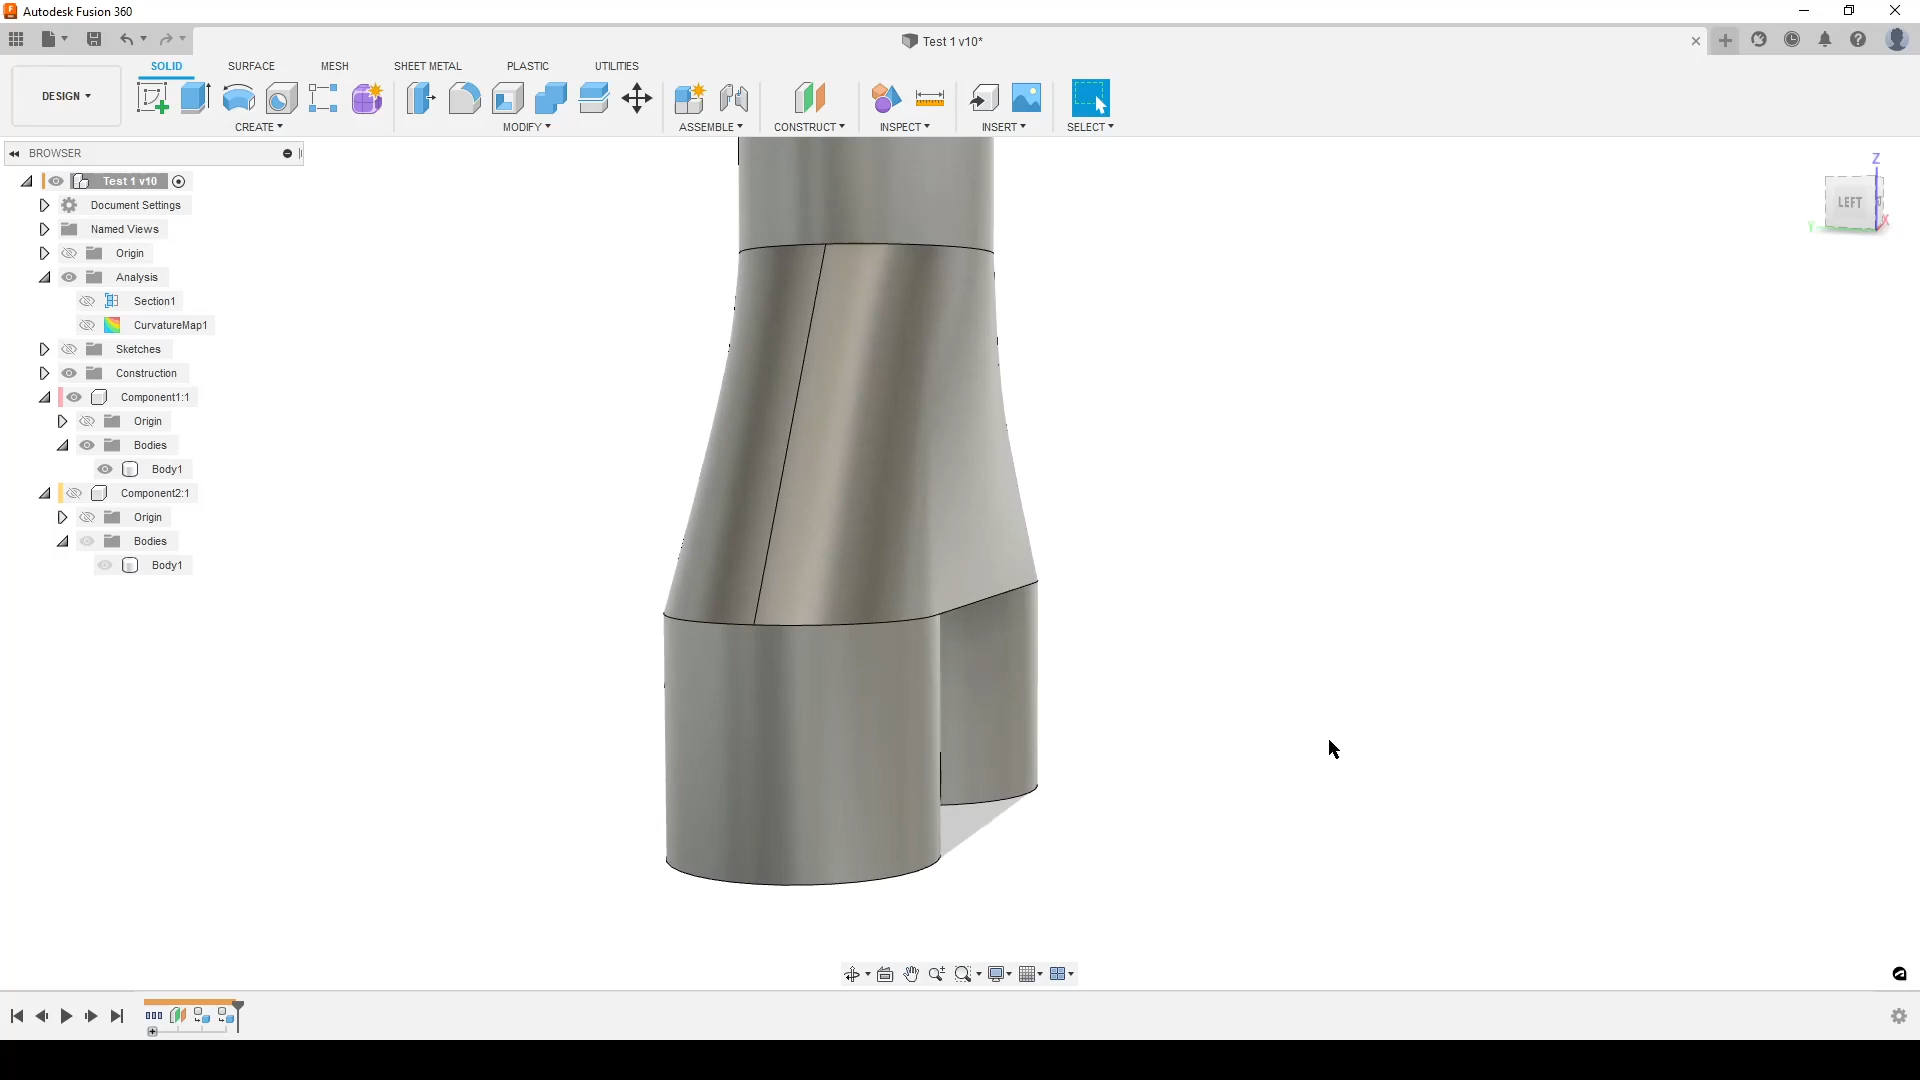 Autodesk Fusion 360
Test 1 v10*
DESIGN
SOLID SURFACE MESH SHEET METAL PLASTIC UTILITIES
CREATE MODIFY ASSEMBLE CONSTRUCT INSPECT INSERT SELECT
BROWSER
Test 1 v10
Document Settings
Named Views
Origin
Analysis
Section1
CurvatureMap1
Sketches
Construction
Component1:1
Origin
Bodies
Body1
Component2:1
Origin
Bodies
Body1
Z
LEFT
Y
X